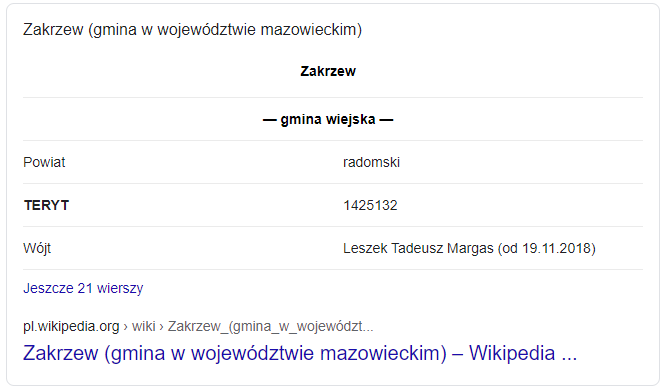 Zakrzew (gmina w województwie mazowieckim)
Zakrzew
— gmina wiejska —
Powiat radomski
TERYT 1425132
Wójt Leszek Tadeusz Margas (od 19.11.2018)
Jeszcze 21 wierszy
pl.wikipedia.org › wiki › Zakrzew_(gmina_w_województ...
Zakrzew (gmina w województwie mazowieckim) – Wikipedia ...